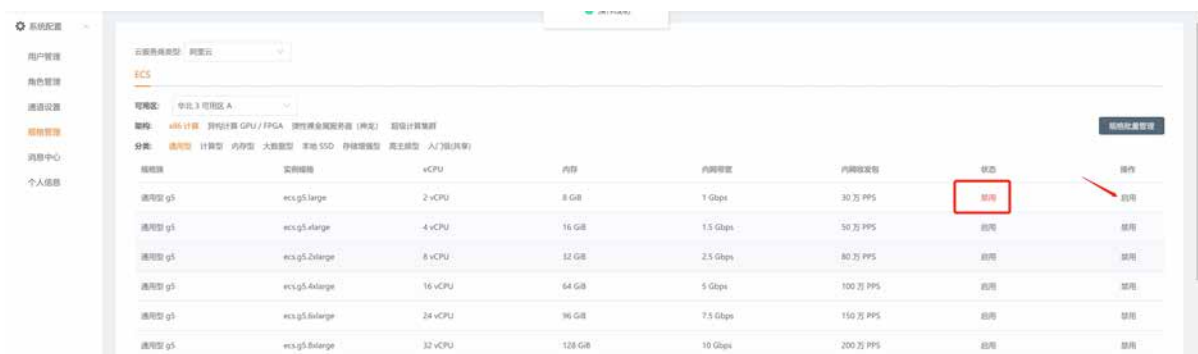 系统配置
用户管理
角色管理
通道设置
规格管理
消息中心
个人信息
云服务商类型 阿里云
ECS
可用区: 华北 3 可用区 A
架构: x86 计算 异构计算 GPU / FPGA 弹性裸金属服务器 (神龙) 超级计算集群
规格批量管理
分类: 通用型 计算型 内存型 大数据型 本地 SSD 存储增强型 高主频型 入门级(共享)
规格族 实例规格 vCPU 内存 内网带宽 内网收发包 状态 操作
通用型 g5 ecs.g5.large 2 vCPU 8 GiB 1 Gbps 30 万 PPS 禁用 启用
通用型 g5 ecs.g5.xlarge 4 vCPU 16 GiB 1.5 Gbps 50 万 PPS 启用 禁用
通用型 g5 ecs.g5.2xlarge 8 vCPU 32 GiB 2.5 Gbps 80 万 PPS 启用 禁用
通用型 g5 ecs.g5.4xlarge 16 vCPU 64 GiB 5 Gbps 100 万 PPS 启用 禁用
通用型 g5 ecs.g5.6xlarge 24 vCPU 96 GiB 7.5 Gbps 150 万 PPS 启用 禁用
通用型 g5 ecs.g5.8xlarge 32 vCPU 128 GiB 10 Gbps 200 万 PPS 启用 禁用